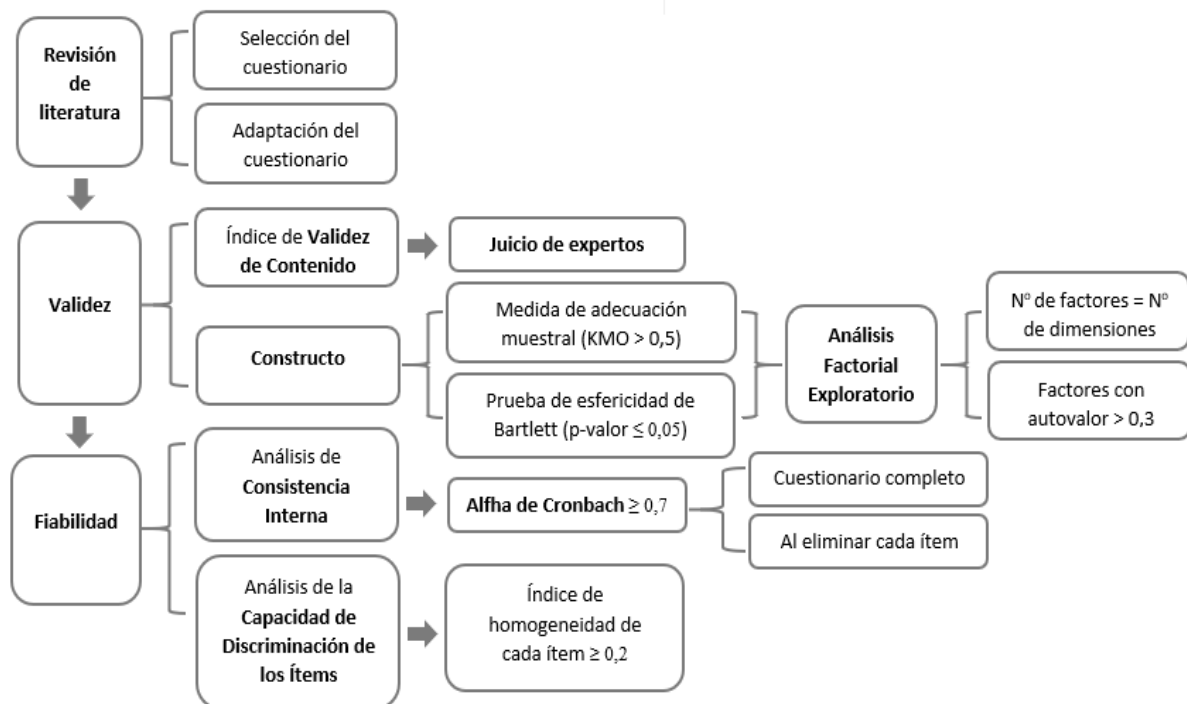 Revisión
de
literatura
Selección del
cuestionario
Adaptación del
cuestionario
Validez
Índice de Validez
de Contenido
Juicio de expertos
Constructo
Medida de adecuación
muestral (KMO > 0,5)
Prueba de esfericidad de
Bartlett (p-valor ≤ 0,05)
Análisis
Factorial
Exploratorio
Nº de factores = Nº
de dimensiones
Factores con
autovalor > 0,3
Fiabilidad
Análisis de
Consistencia
Interna
Alfha de Cronbach ≥ 0,7
Cuestionario completo
Al eliminar cada ítem
Análisis de la
Capacidad de
Discriminación de
los Ítems
Índice de
homogeneidad de
cada ítem ≥ 0,2